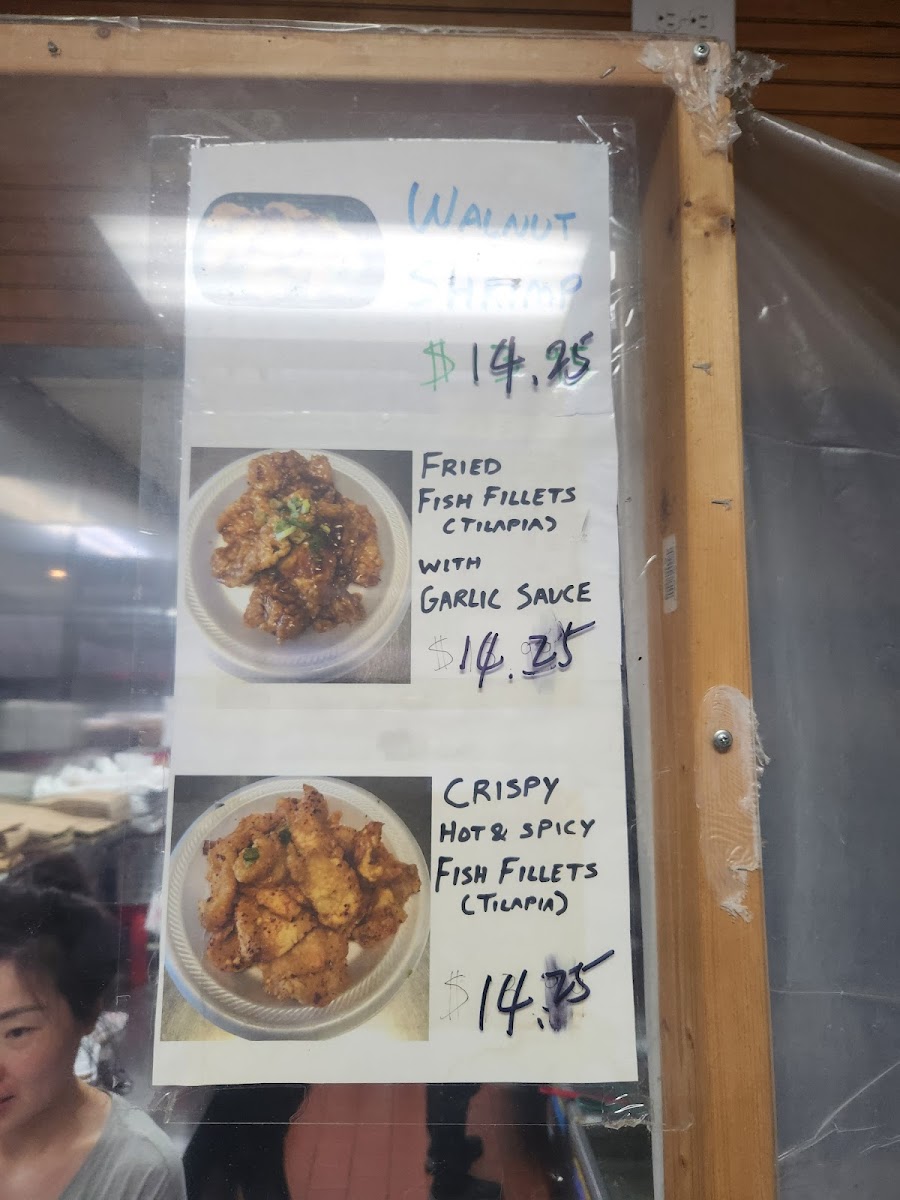 WALNUT
SHRIMP
$ 14.25
FRIED
FISH FILLETS
(TILAPIA)
WITH
GARLIC SAUCE
$14.25
CRISPY
HOT & SPICY
FISH FILLETS
(TILAPIA)
$14.25